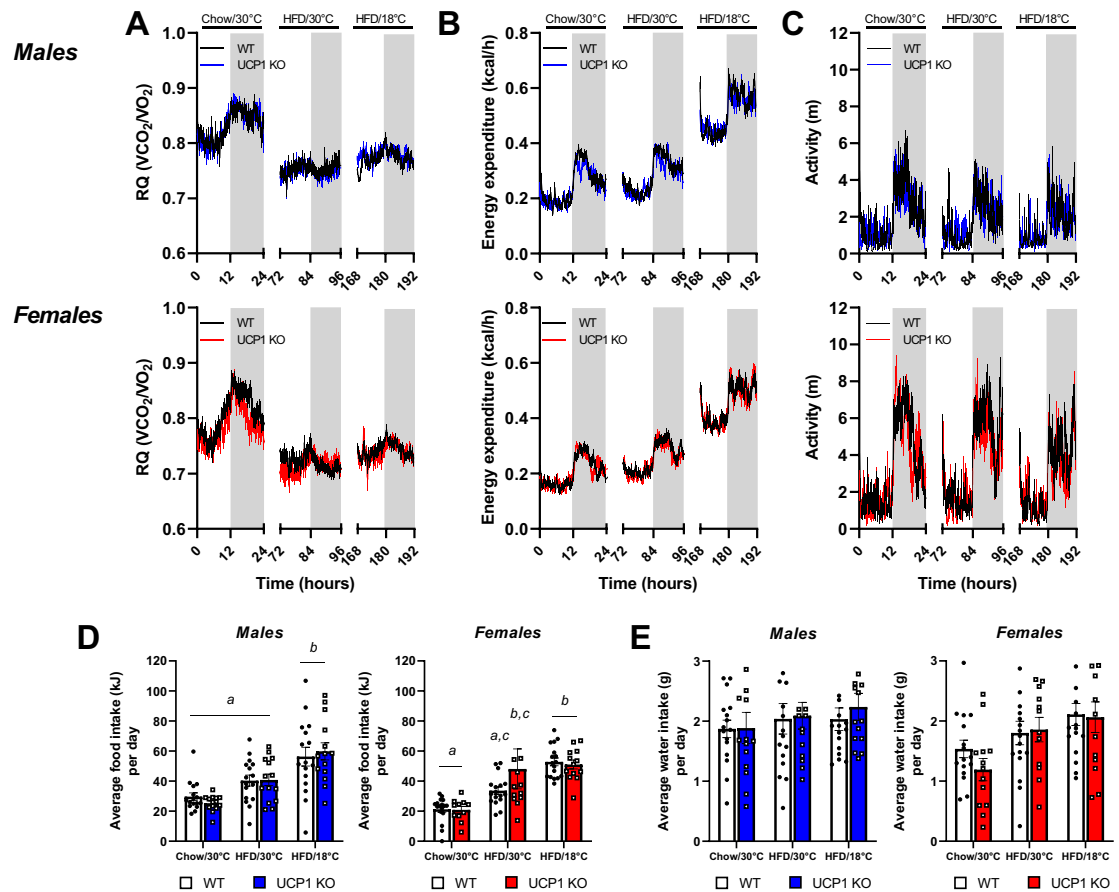 A B C
Chow/30°C HFD/30°C HFD/18°C Chow/30°C HFD/30°C HFD/18°C Chow/30°C HFD/30°C HFD/18°C
Males
RQ (VCO2/VO2)
1.0
0.9
0.8
0.7
0.6
WT
UCP1 KO
0 12 24 72 84 96 168 180 192
Energy expenditure (kcal/h)
0.8
0.6
0.4
0.2
0.0
WT
UCP1 KO
0 12 24 72 84 96 168 180 192
Activity (m)
12
10
8
6
4
2
0
WT
UCP1 KO
0 12 24 72 84 96 168 180 192
Females
RQ (VCO2/VO2)
1.0
0.9
0.8
0.7
0.6
WT
UCP1 KO
0 12 24 72 84 96 168 180 192
Time (hours)
Energy expenditure (kcal/h)
0.8
0.6
0.4
0.2
0.0
WT
UCP1 KO
0 12 24 72 84 96 168 180 192
Time (hours)
Activity (m)
12
10
8
6
4
2
0
WT
UCP1 KO
0 12 24 72 84 96 168 180 192
Time (hours)
D
Males
Average food intake (kJ)
per day
120
100
80
60
40
20
0
a
b
Chow/30°C HFD/30°C HFD/18°C
WT UCP1 KO
Females
Average food intake (kJ)
per day
120
100
80
60
40
20
0
a
a,c
b,c
b
Chow/30°C HFD/30°C HFD/18°C
WT UCP1 KO
E
Males
Average water intake (g)
per day
3
2
1
0
Chow/30°C HFD/30°C HFD/18°C
WT UCP1 KO
Females
Average water intake (g)
per day
3
2
1
0
Chow/30°C HFD/30°C HFD/18°C
WT UCP1 KO